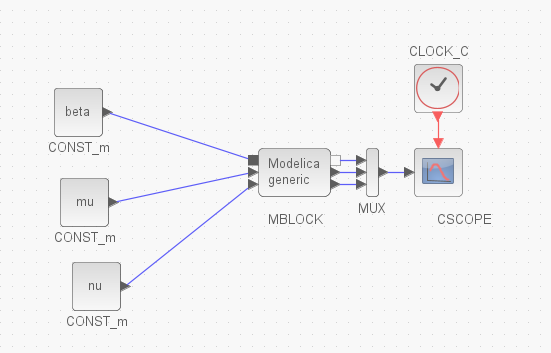 CLOCK_C
beta
CONST_m
Modelica
generic
mu
MUX
MBLOCK
CSCOPE
CONST_m
nu
CONST_m